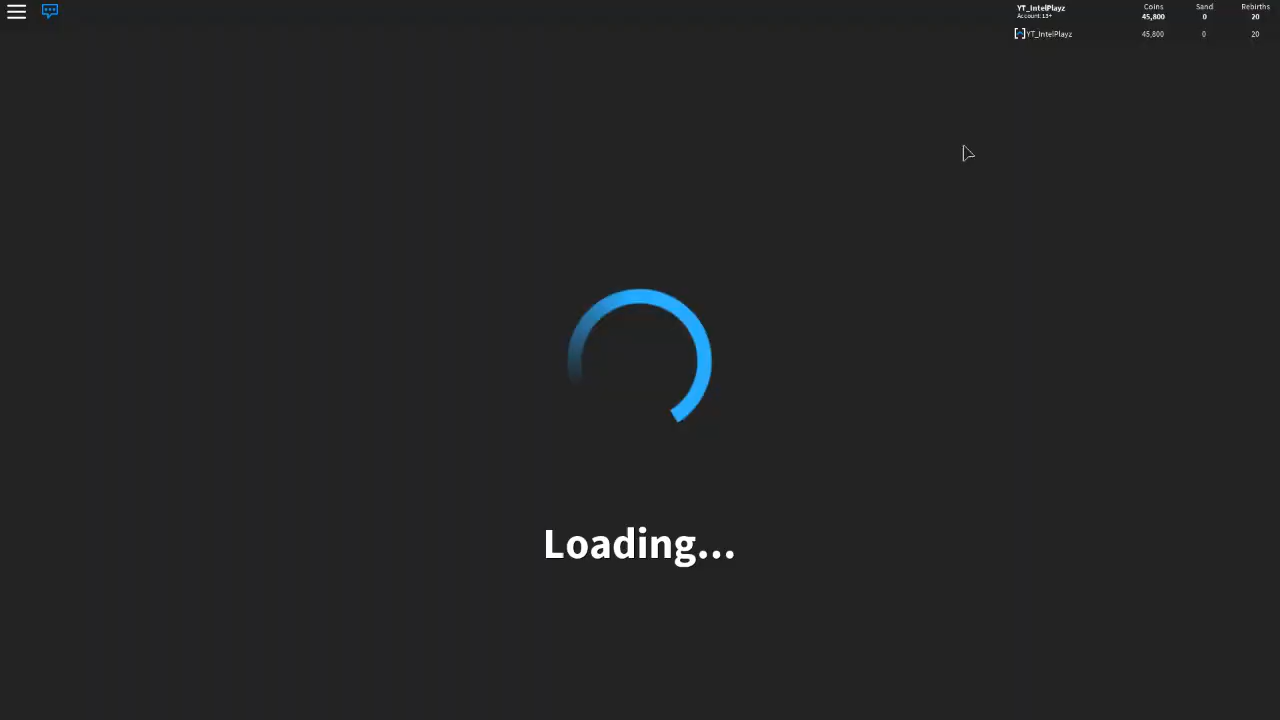 YT_IntelPlayz Coins Sand Rebirths
Account: 13+ 45,800 0 20
YT_IntelPlayz 45,800 0 20
Loading...